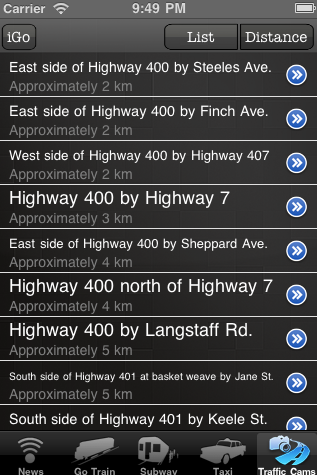 Carrier 9:49 PM
iGo List Distance
East side of Highway 400 by Steeles Ave.
Approximately 2 km
East side of Highway 400 by Finch Ave.
Approximately 2 km
West side of Highway 400 by Highway 407
Approximately 2 km
Highway 400 by Highway 7
Approximately 3 km
East side of Highway 400 by Sheppard Ave.
Approximately 4 km
Highway 400 north of Highway 7
Approximately 4 km
Highway 400 by Langstaff Rd.
Approximately 5 km
South side of Highway 401 at basket weave by Jane St.
Approximately 5 km
South side of Highway 401 by Keele St.
News Go Train Subway Taxi Traffic Cams